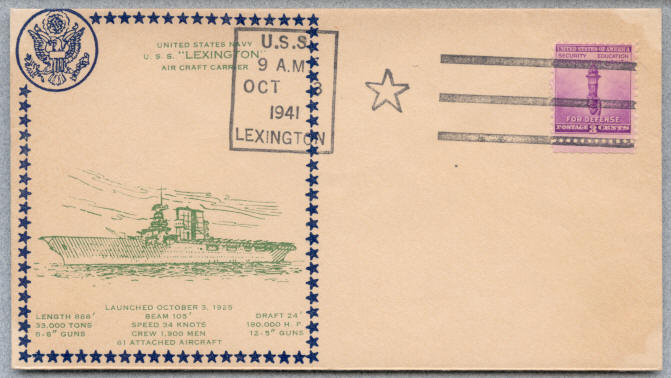 UNITED STATES NAVY
U. S. S. "LEXINGTON"
AIR CRAFT CARRIER
U.S.S.
9 A.M
OCT 3
1941
LEXINGTON
UNITED STATES OF AMERICA
SECURITY EDUCATION
FOR DEFENSE
POSTAGE 3 CENTS
LAUNCHED OCTOBER 3, 1925
LENGTH 888' BEAM 105' DRAFT 24'
33,000 TONS SPEED 34 KNOTS 180,000 H. P.
8-8" GUNS CREW 1,900 MEN 12-5" GUNS
81 ATTACHED AIRCRAFT